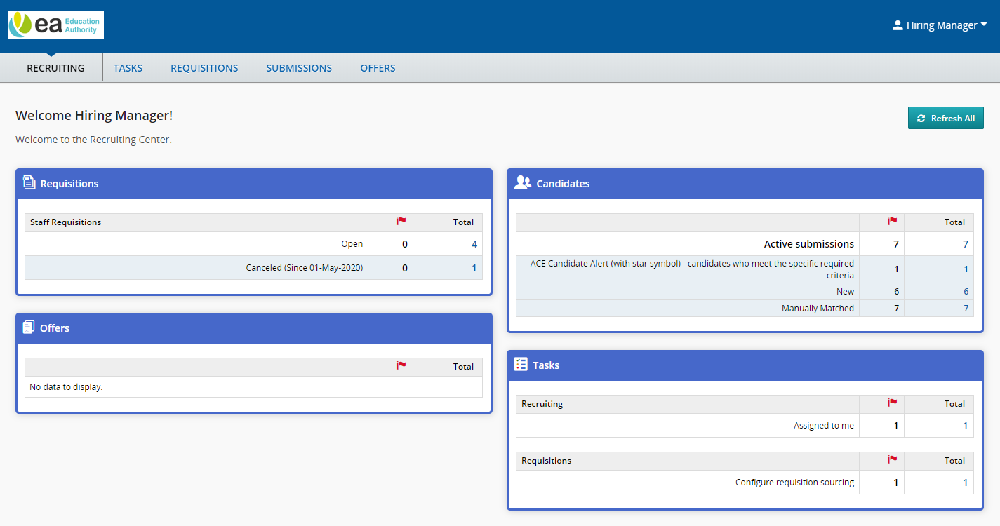 ea Education
Authority
Hiring Manager
RECRUITING TASKS REQUISITIONS SUBMISSIONS OFFERS
Welcome Hiring Manager!
Refresh All
Welcome to the Recruiting Center.
Requisitions
Staff Requisitions Total
Open 0 4
Canceled (Since 01-May-2020) 0 1
Offers
Total
No data to display.
Candidates
Total
Active submissions 7 7
ACE Candidate Alert (with star symbol) - candidates who meet the specific required
criteria 1 1
New 6 6
Manually Matched 7 7
Tasks
Recruiting Total
Assigned to me 1 1
Requisitions Total
Configure requisition sourcing 1 1